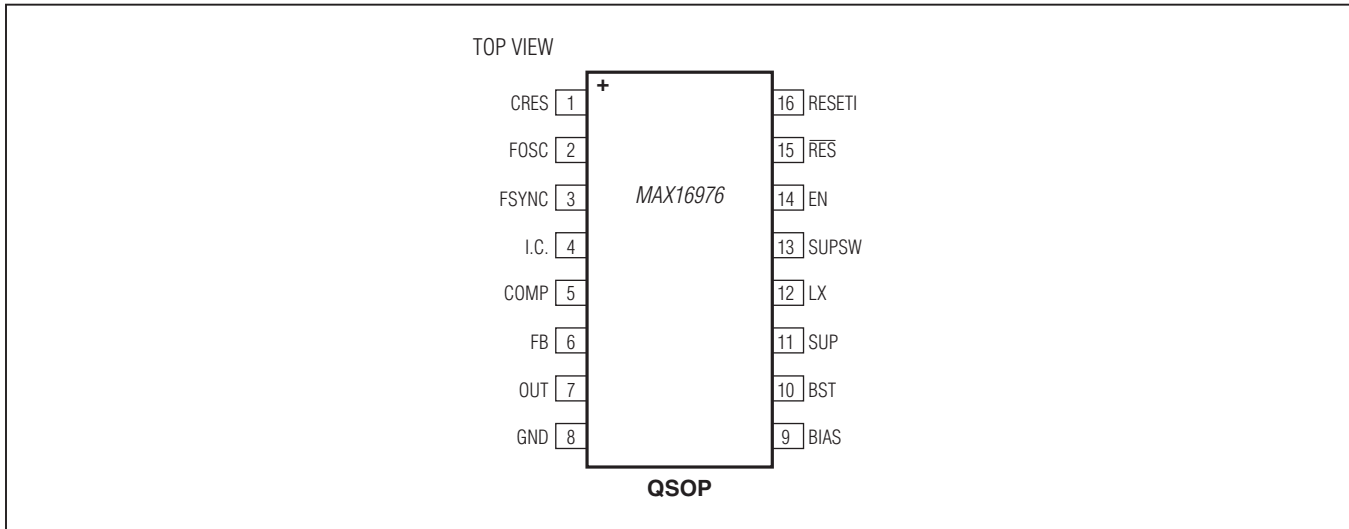 TOP VIEW
+
CRES 1
FOSC 2
FSYNC 3
I.C. 4
COMP 5
FB 6
OUT 7
GND 8
MAX16976
16 RESETI
15 R̅E̅S̅
14 EN
13 SUPSW
12 LX
11 SUP
10 BST
9 BIAS
QSOP